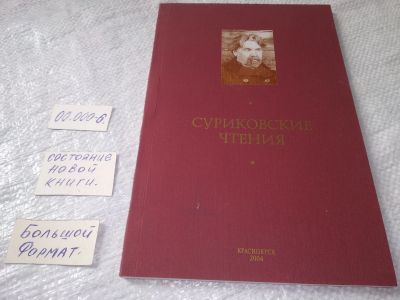 СУРИКОВСКИЕ
ЧТЕНИЯ
КРАСНОЯРСК
2004
00.000-б.
состояние
новой
книги.
Большой
Формат.